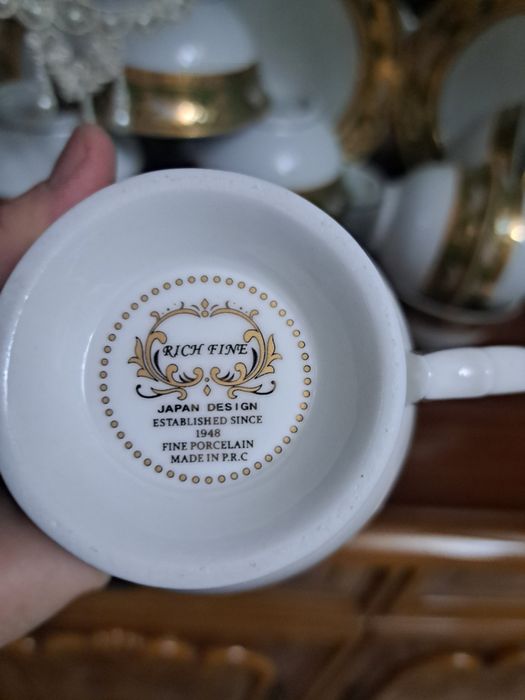 RICH FINE
JAPAN DESIGN
ESTABLISHED SINCE
1948
FINE PORCELAIN
MADE IN P.R.C